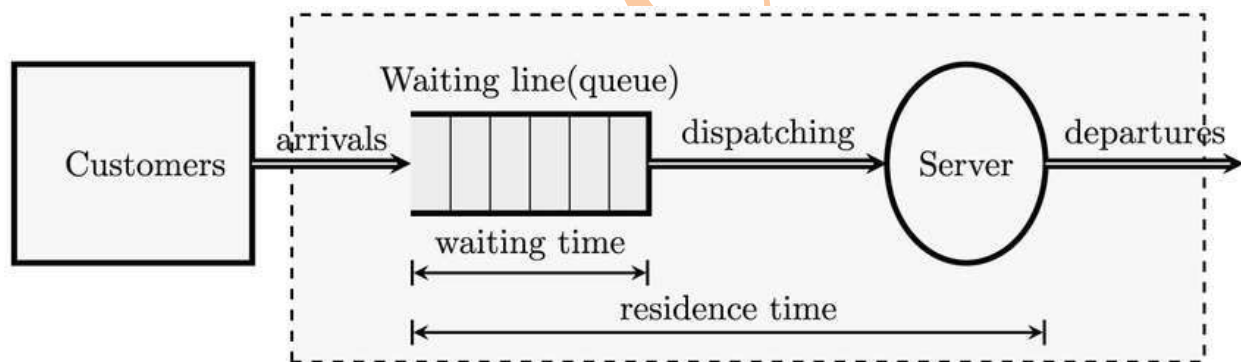 Waiting line(queue)
arrivals
dispatching
departures
Customers
Server
waiting time
residence time